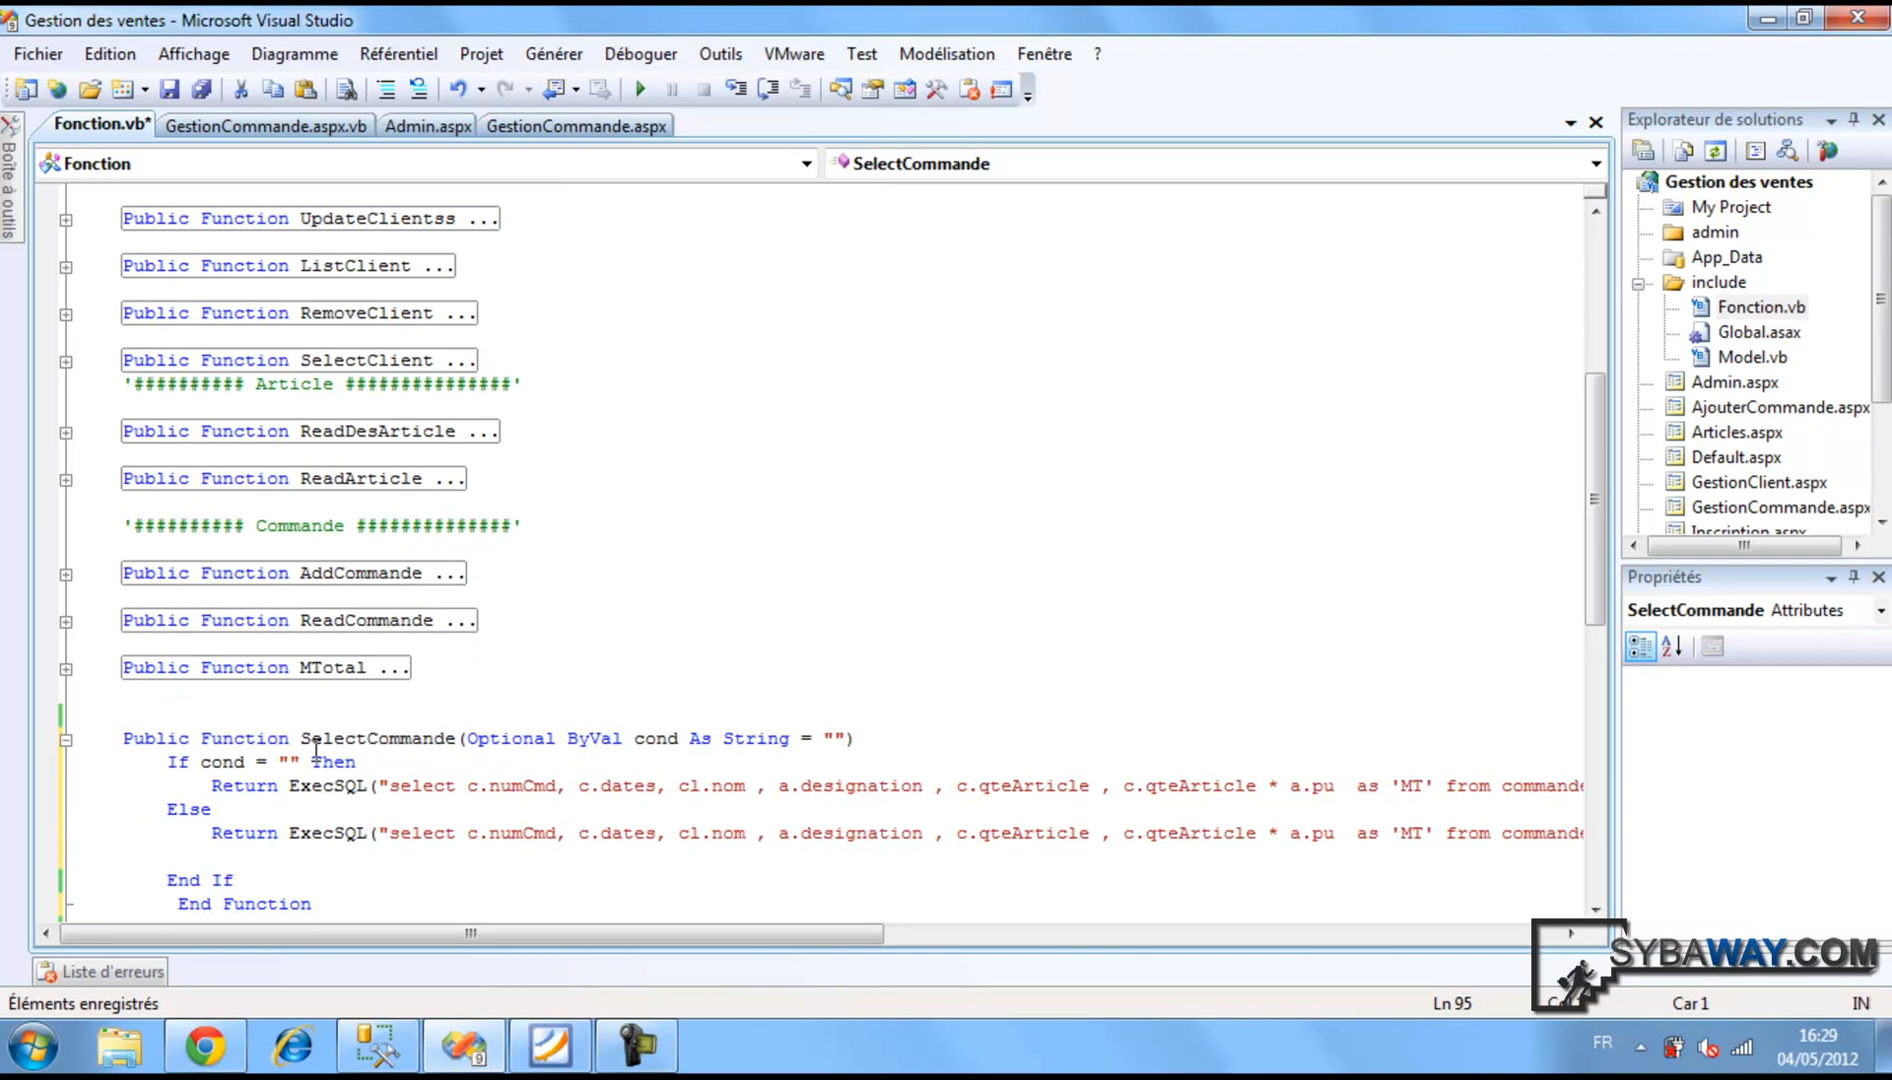 Gestion des ventes - Microsoft Visual Studio
Fichier Edition Affichage Diagramme Référentiel Projet Générer Déboguer Outils VMware Test Modélisation Fenêtre ?
Fonction.vb* GestionCommande.aspx.vb Admin.aspx GestionCommande.aspx
Fonction SelectCommande
Boîte à outils
Public Function UpdateClientss ...
Public Function ListClient ...
Public Function RemoveClient ...
Public Function SelectClient ...
'########## Article ###############'
Public Function ReadDesArticle ...
Public Function ReadArticle ...
'########## Commande ##############'
Public Function AddCommande ...
Public Function ReadCommande ...
Public Function MTotal ...
Public Function SelectCommande(Optional ByVal cond As String = "")
If cond = "" Then
Return ExecSQL("select c.numCmd, c.dates, cl.nom , a.designation , c.qteArticle , c.qteArticle * a.pu  as 'MT' from commande
Else
Return ExecSQL("select c.numCmd, c.dates, cl.nom , a.designation , c.qteArticle , c.qteArticle * a.pu  as 'MT' from commande
End If
End Function
Explorateur de solutions
Gestion des ventes
My Project
admin
App_Data
include
Fonction.vb
Global.asax
Model.vb
Admin.aspx
AjouterCommande.aspx
Articles.aspx
Default.aspx
GestionClient.aspx
GestionCommande.aspx
Inscription.aspx
Propriétés
SelectCommande Attributes
Liste d'erreurs
SYBAWAY.COM
Éléments enregistrés Ln 95 Car 1 IN
FR 16:29
04/05/2012